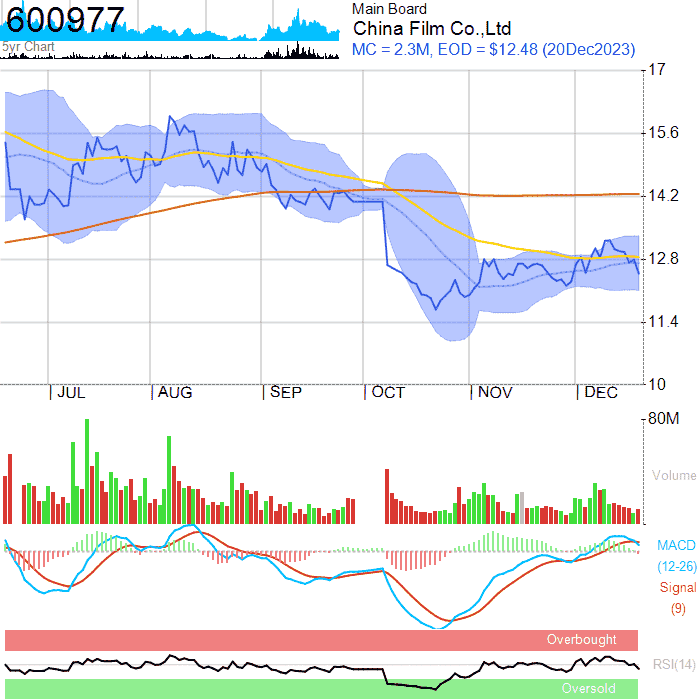 600977
5yr Chart
Main Board
China Film Co.,Ltd
MC = 2.3M, EOD = $12.48 (20Dec2023)
17
15.6
14.2
12.8
11.4
10
JUL
AUG
SEP
OCT
NOV
DEC
80M
Volume
MACD
(12-26)
Signal
(9)
Overbought
RSI(14)
Oversold